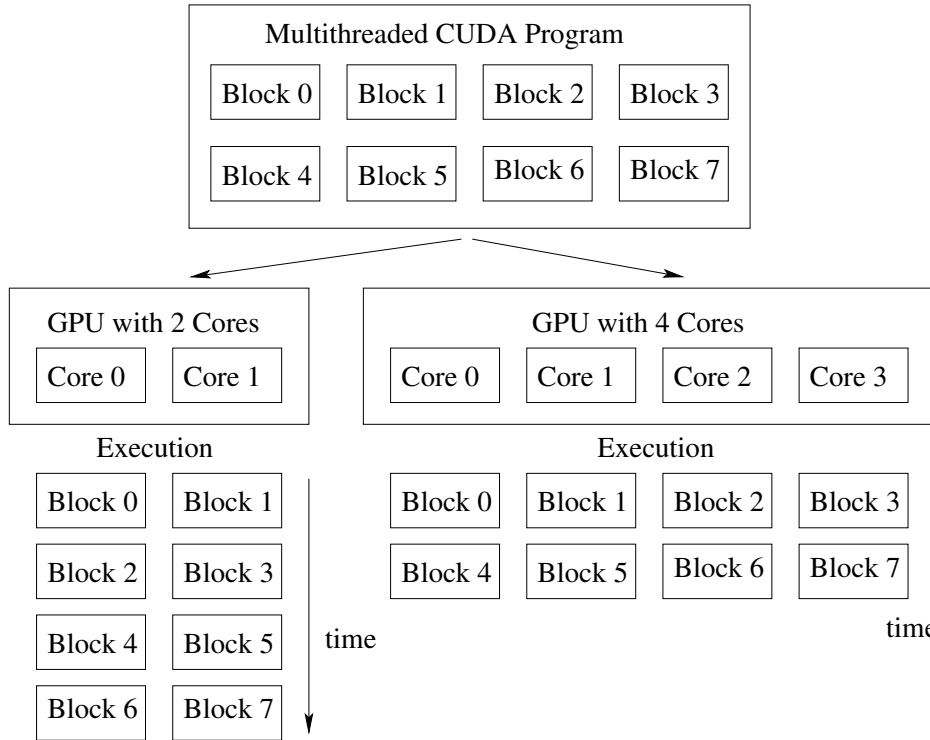 Multithreaded CUDA Program
Block 0 Block 1 Block 2 Block 3
Block 4 Block 5 Block 6 Block 7
GPU with 2 Cores
Core 0 Core 1
Execution
Block 0 Block 1
Block 2 Block 3
Block 4 Block 5
Block 6 Block 7
time
GPU with 4 Cores
Core 0 Core 1 Core 2 Core 3
Execution
Block 0 Block 1 Block 2 Block 3
Block 4 Block 5 Block 6 Block 7
time